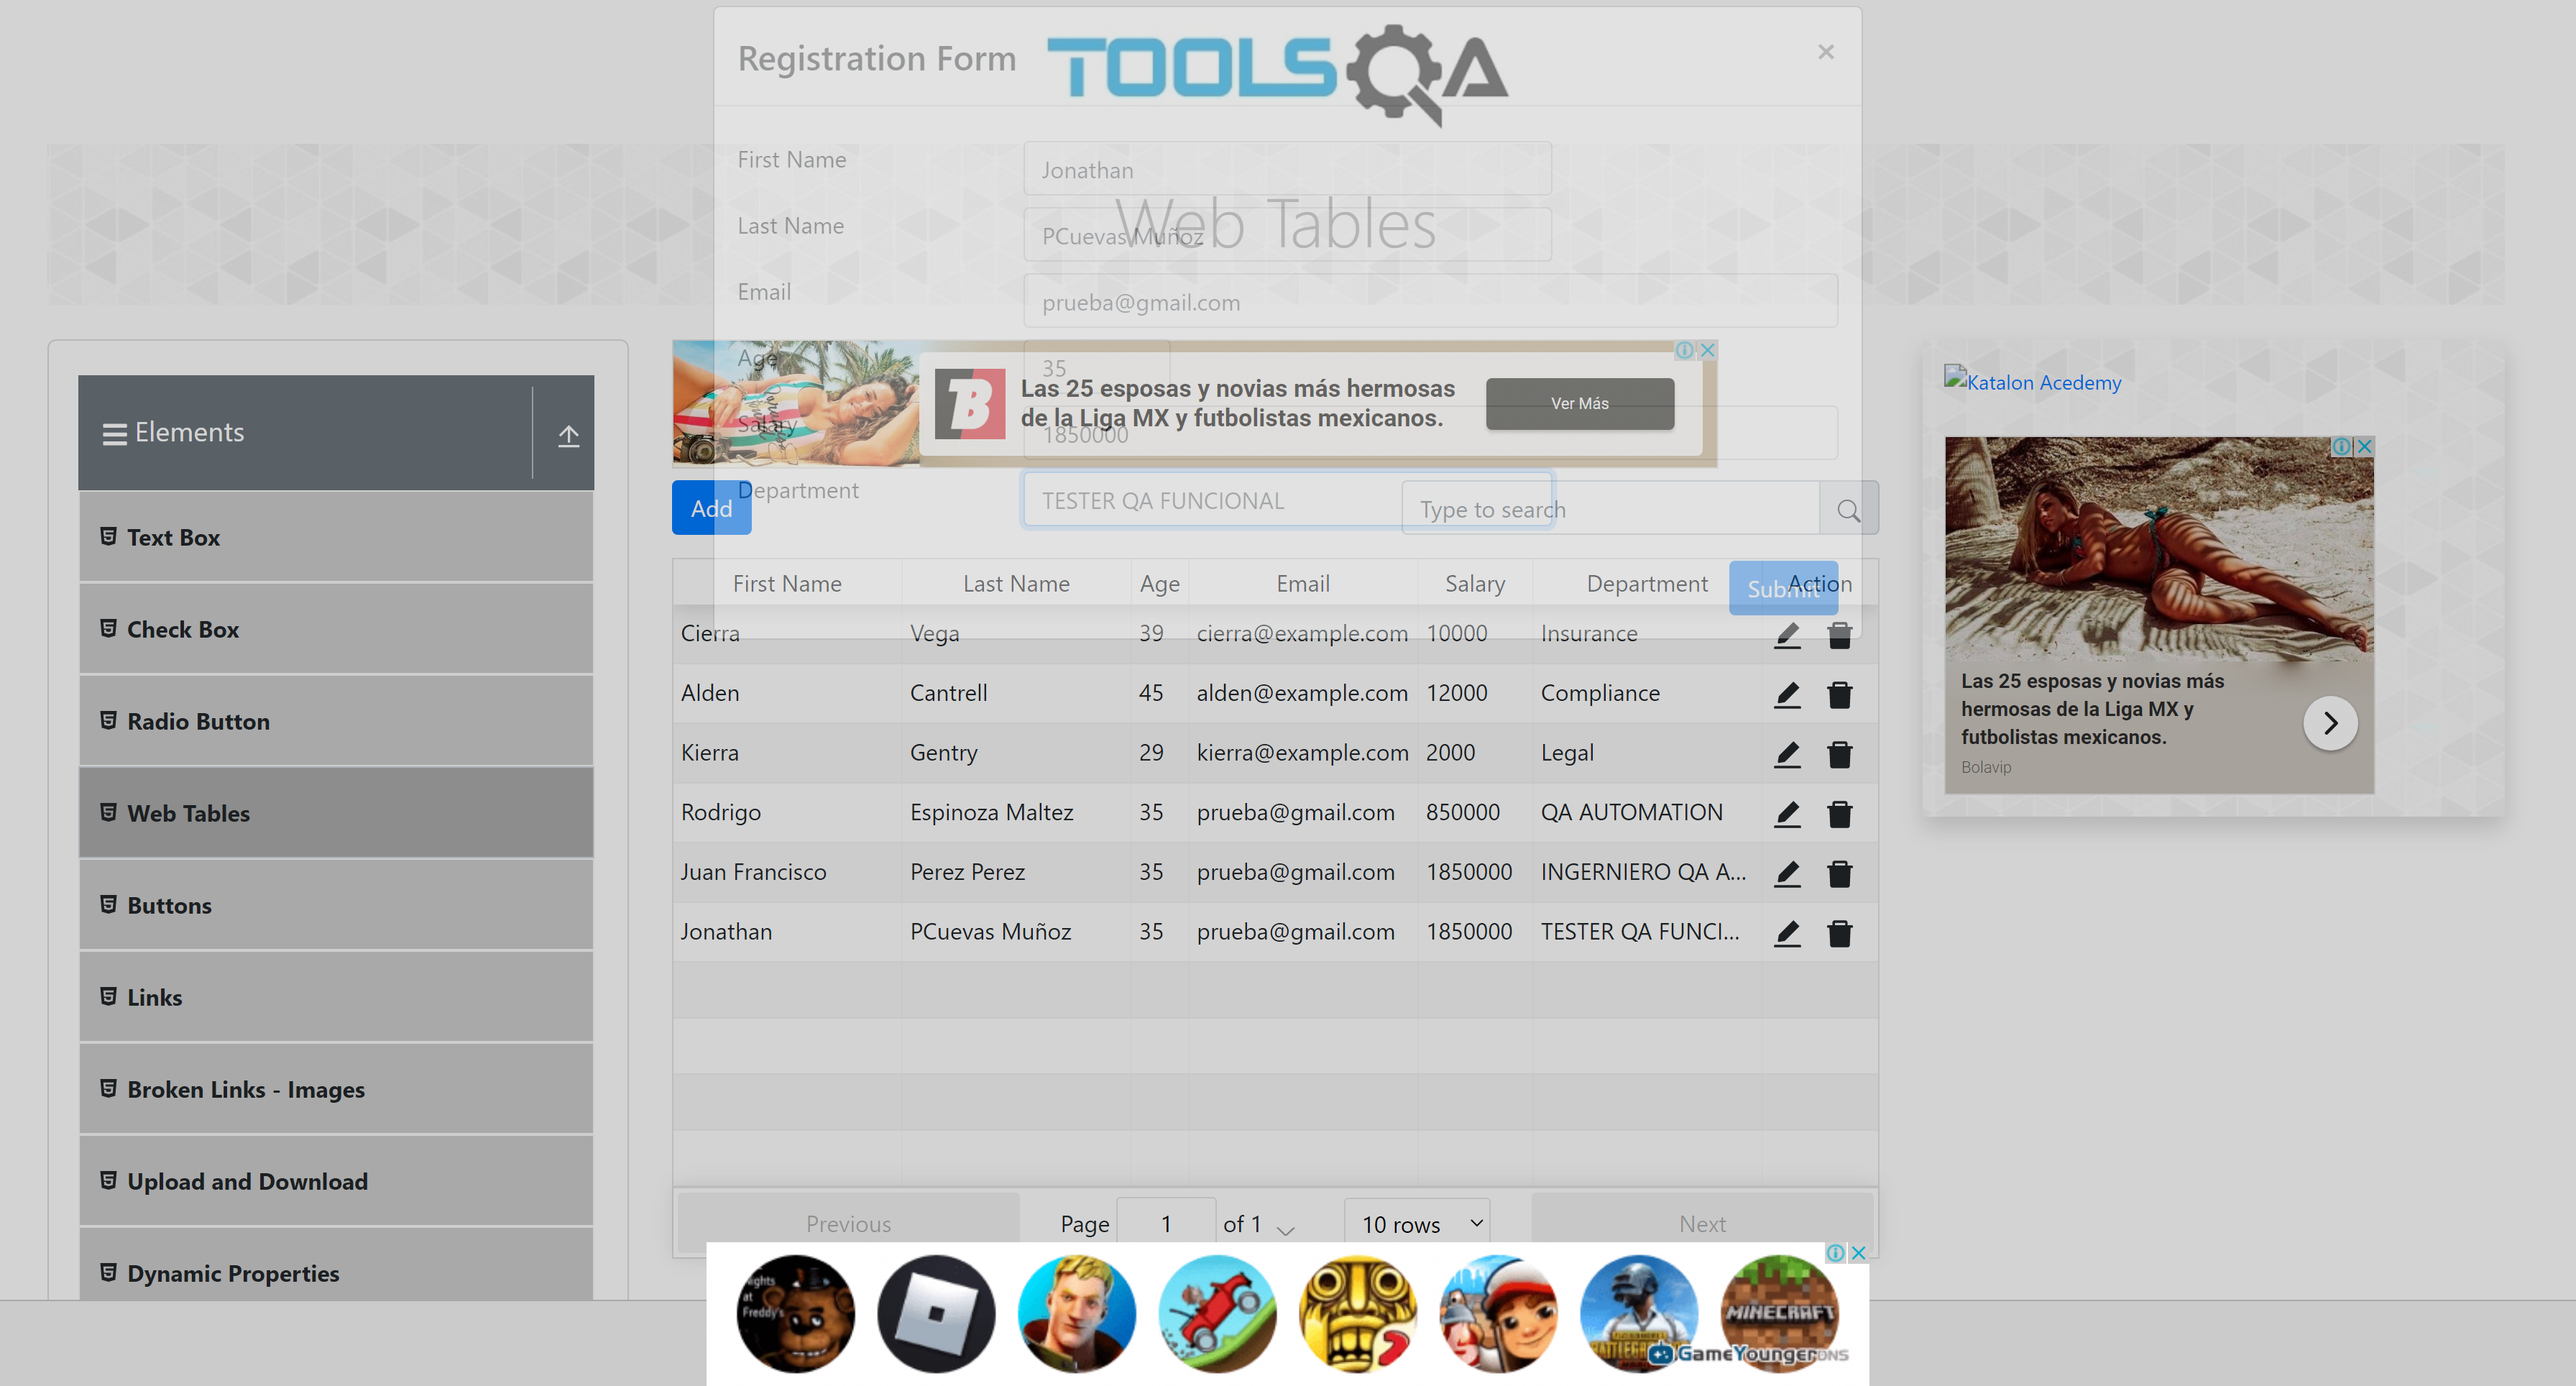 Registration Form
TOOLSQA
×
First Name
Jonathan
Web Tables
Last Name
PCuevas Muñoz
Email
prueba@gmail.com
Age
35
Las 25 esposas y novias más hermosas
de la Liga MX y futbolistas mexicanos.
Ver Más
Salary
1850000
Department
TESTER QA FUNCIONAL
Add
Type to search
Submit
Elements
Text Box
Check Box
Radio Button
Web Tables
Buttons
Links
Broken Links - Images
Upload and Download
Dynamic Properties
First Name Last Name Age Email Salary Department Action
Cierra Vega 39 cierra@example.com 10000 Insurance
Alden Cantrell 45 alden@example.com 12000 Compliance
Kierra Gentry 29 kierra@example.com 2000 Legal
Rodrigo Espinoza Maltez 35 prueba@gmail.com 850000 QA AUTOMATION
Juan Francisco Perez Perez 35 prueba@gmail.com 1850000 INGERNIERO QA A...
Jonathan PCuevas Muñoz 35 prueba@gmail.com 1850000 TESTER QA FUNCI...
Previous Page 1 of 1 10 rows Next
Katalon Acedemy
Las 25 esposas y novias más
hermosas de la Liga MX y
futbolistas mexicanos.
Bolavip
ights
at
Freddy's
MINECRAFT
GameYounger